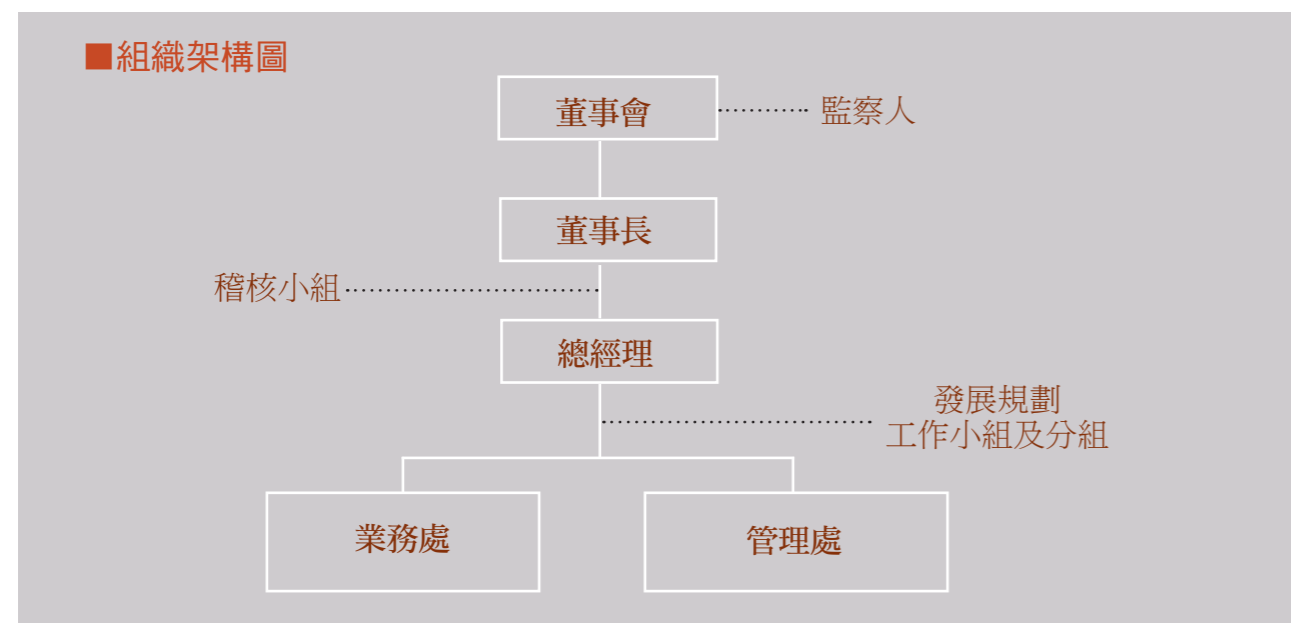 ■組織架構圖
董事會
監察人
董事長
稽核小組
總經理
發展規劃
工作小組及分組
業務處
管理處